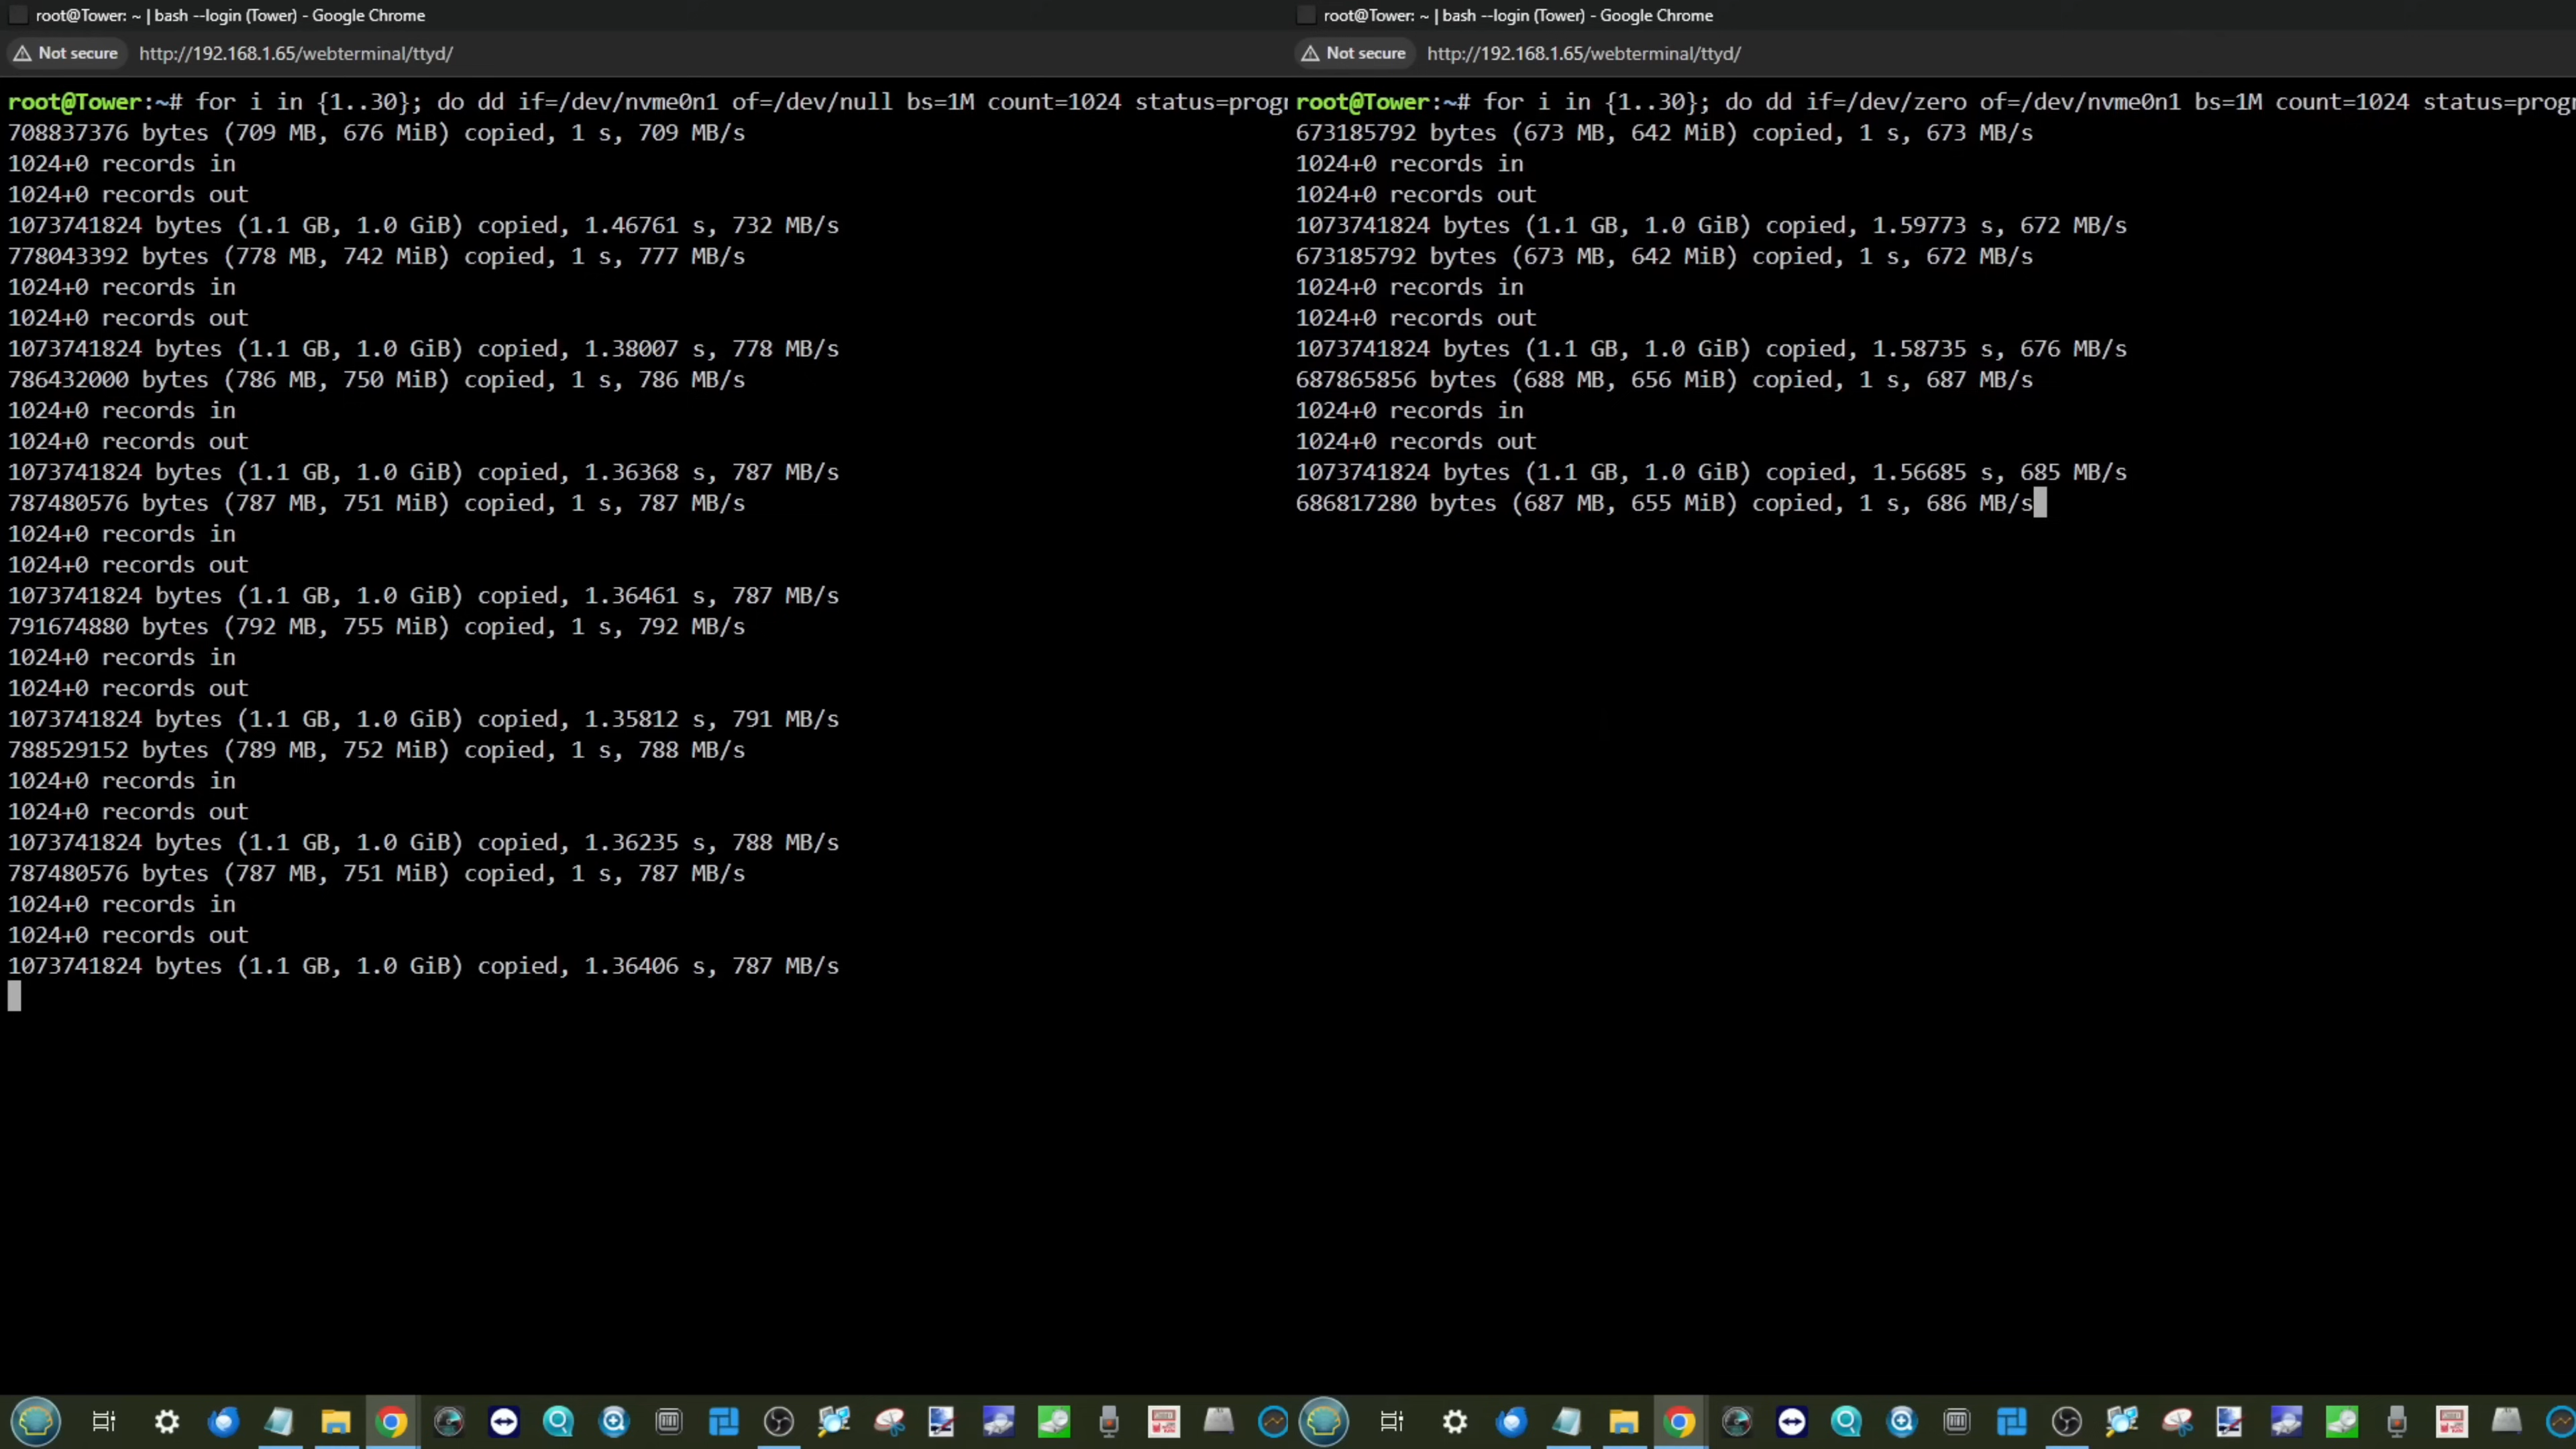 root@Tower: ~ | bash --login (Tower) - Google Chrome
Not secure http://192.168.1.65/webterminal/ttyd/
root@Tower:~# for i in {1..30}; do dd if=/dev/nvme0n1 of=/dev/null bs=1M count=1024 status=progr
708837376 bytes (709 MB, 676 MiB) copied, 1 s, 709 MB/s
1024+0 records in
1024+0 records out
1073741824 bytes (1.1 GB, 1.0 GiB) copied, 1.46761 s, 732 MB/s
778043392 bytes (778 MB, 742 MiB) copied, 1 s, 777 MB/s
1024+0 records in
1024+0 records out
1073741824 bytes (1.1 GB, 1.0 GiB) copied, 1.38007 s, 778 MB/s
786432000 bytes (786 MB, 750 MiB) copied, 1 s, 786 MB/s
1024+0 records in
1024+0 records out
1073741824 bytes (1.1 GB, 1.0 GiB) copied, 1.36368 s, 787 MB/s
787480576 bytes (787 MB, 751 MiB) copied, 1 s, 787 MB/s
1024+0 records in
1024+0 records out
1073741824 bytes (1.1 GB, 1.0 GiB) copied, 1.36461 s, 787 MB/s
791674880 bytes (792 MB, 755 MiB) copied, 1 s, 792 MB/s
1024+0 records in
1024+0 records out
1073741824 bytes (1.1 GB, 1.0 GiB) copied, 1.35812 s, 791 MB/s
788529152 bytes (789 MB, 752 MiB) copied, 1 s, 788 MB/s
1024+0 records in
1024+0 records out
1073741824 bytes (1.1 GB, 1.0 GiB) copied, 1.36235 s, 788 MB/s
787480576 bytes (787 MB, 751 MiB) copied, 1 s, 787 MB/s
1024+0 records in
1024+0 records out
1073741824 bytes (1.1 GB, 1.0 GiB) copied, 1.36406 s, 787 MB/s
root@Tower: ~ | bash --login (Tower) - Google Chrome
Not secure http://192.168.1.65/webterminal/ttyd/
root@Tower:~# for i in {1..30}; do dd if=/dev/zero of=/dev/nvme0n1 bs=1M count=1024 status=progr
673185792 bytes (673 MB, 642 MiB) copied, 1 s, 673 MB/s
1024+0 records in
1024+0 records out
1073741824 bytes (1.1 GB, 1.0 GiB) copied, 1.59773 s, 672 MB/s
673185792 bytes (673 MB, 642 MiB) copied, 1 s, 672 MB/s
1024+0 records in
1024+0 records out
1073741824 bytes (1.1 GB, 1.0 GiB) copied, 1.58735 s, 676 MB/s
687865856 bytes (688 MB, 656 MiB) copied, 1 s, 687 MB/s
1024+0 records in
1024+0 records out
1073741824 bytes (1.1 GB, 1.0 GiB) copied, 1.56685 s, 685 MB/s
686817280 bytes (687 MB, 655 MiB) copied, 1 s, 686 MB/s